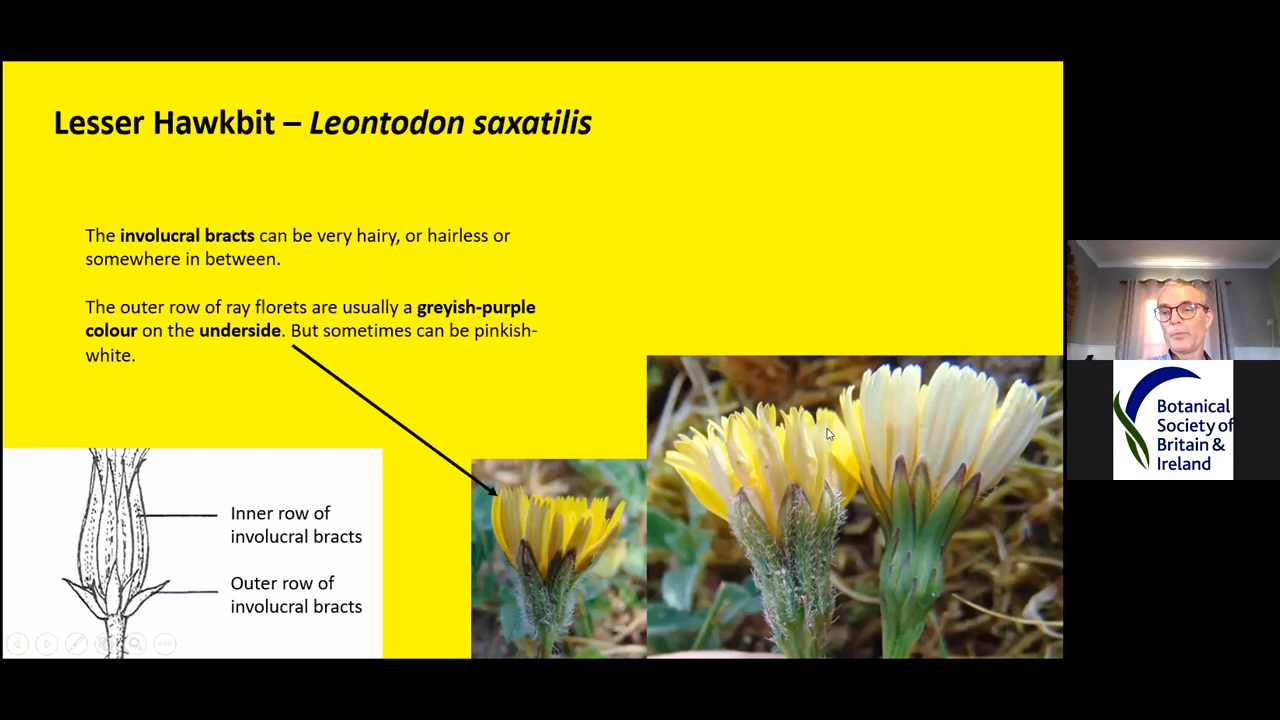 Lesser Hawkbit – Leontodon saxatilis
The involucral bracts can be very hairy, or hairless or
somewhere in between.
The outer row of ray florets are usually a greyish-purple
colour on the underside. But sometimes can be pinkish-
white.
Inner row of
involucral bracts
Outer row of
involucral bracts
Botanical
Society of
Britain &
Ireland